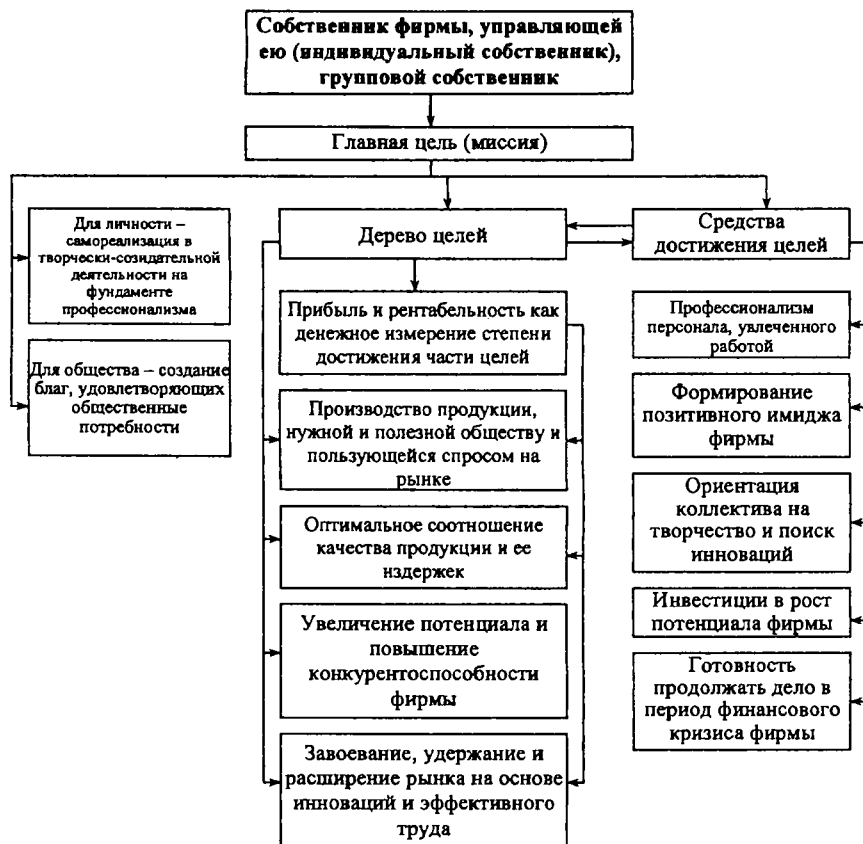 Собственник фирмы, управляющей
ею (индивидуальный собственник),
групповой собственник
Главная цель (миссия)
Для личности –
самореализация в
творчески-созидательной
деятельности на
фундаменте
профессионализма
Для общества – создание
благ, удовлетворяющих
общественные
потребности
Дерево целей
Прибыль и рентабельность как
денежное измерение степени
достижения части целей
Производство продукции,
нужной и полезной обществу и
пользующейся спросом на
рынке
Оптимальное соотношение
качества продукции и ее
издержек
Увеличение потенциала и
повышение
конкурентоспособности
фирмы
Завоевание, удержание и
расширение рынка на основе
инноваций и эффективного
труда
Средства
достижения целей
Профессионализм
персонала, увлеченного
работой
Формирование
позитивного имиджа
фирмы
Ориентация
коллектива на
творчество и поиск
инноваций
Инвестиции в рост
потенциала фирмы
Готовность
продолжать дело в
период финансового
кризиса фирмы